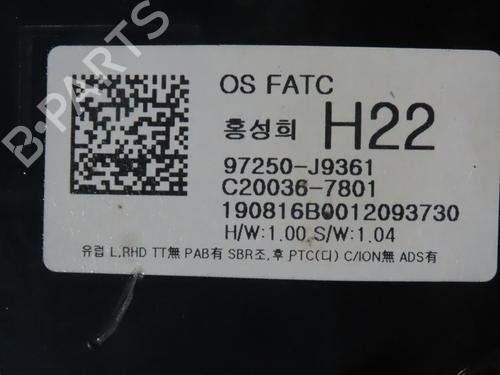 B-PARTS
OS FATC
홍성희 H22
97250-J9361
C20036-7801
190816B0012093730
H/W:1.00 S/W:1.04
유럽 L,RHD TT無 PAB有 SBR조,후 PTC(디) C/ION無 ADS有